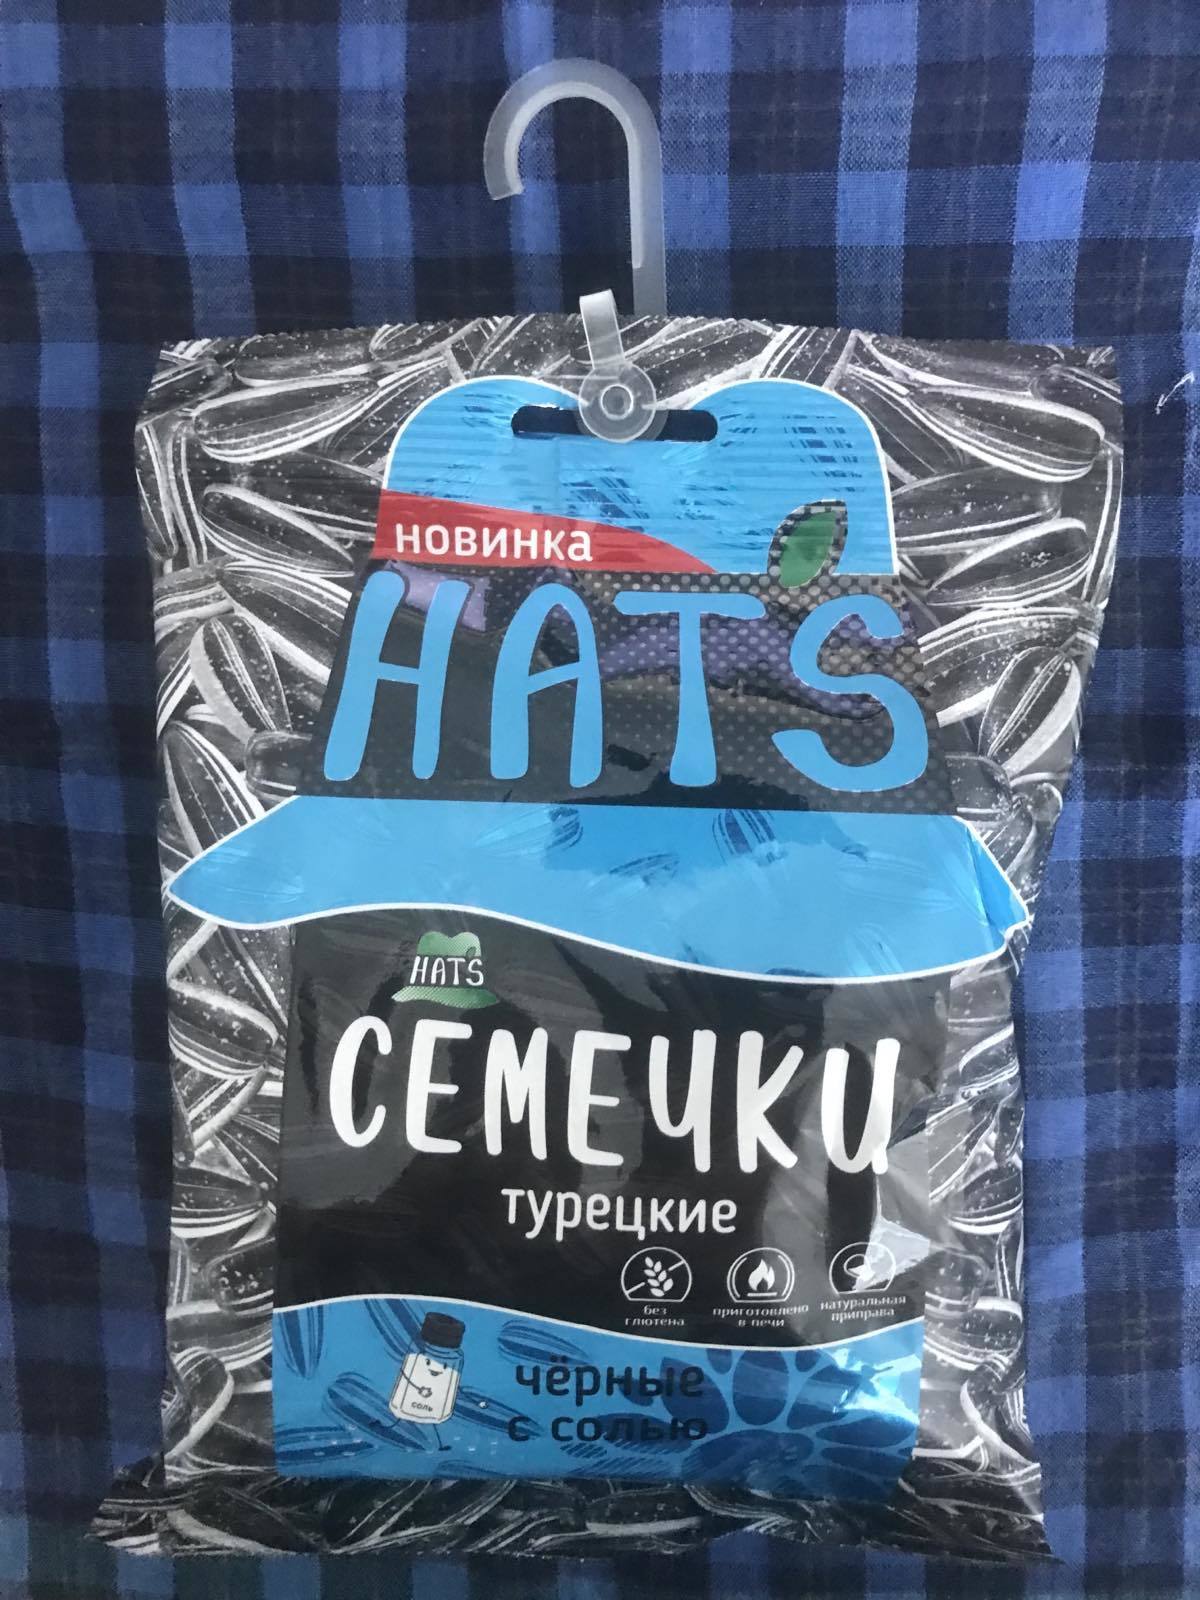 новинка
HATS
HATS
СЕМЕЧКИ
турецкие
без
глютена
приготовлено
в печи
натуральная
приправа
соль
чёрные
с солью